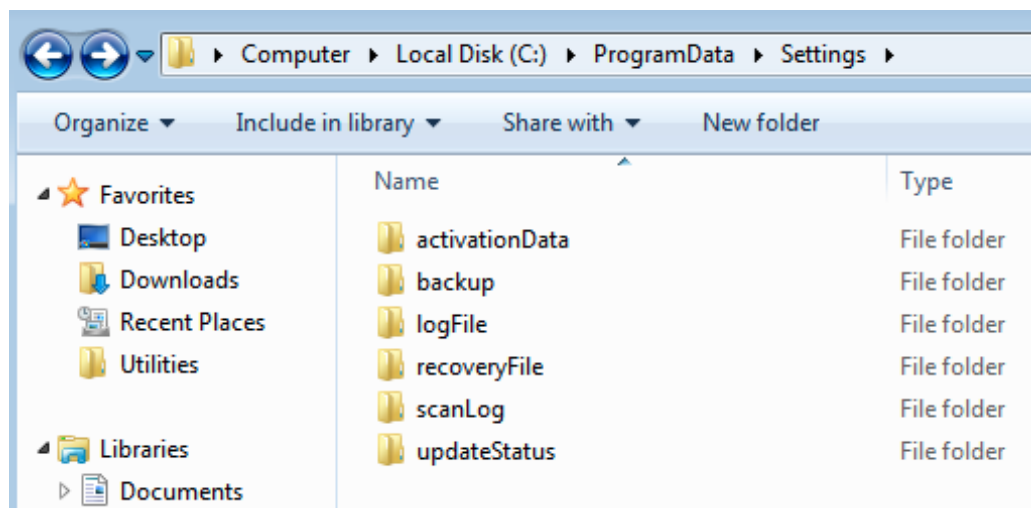 Computer Local Disk (C:) ProgramData Settings
Organize Include in library Share with New folder
Favorites
Desktop
Downloads
Recent Places
Utilities
Libraries
Documents
Name Type
activationData File folder
backup File folder
logFile File folder
recoveryFile File folder
scanLog File folder
updateStatus File folder